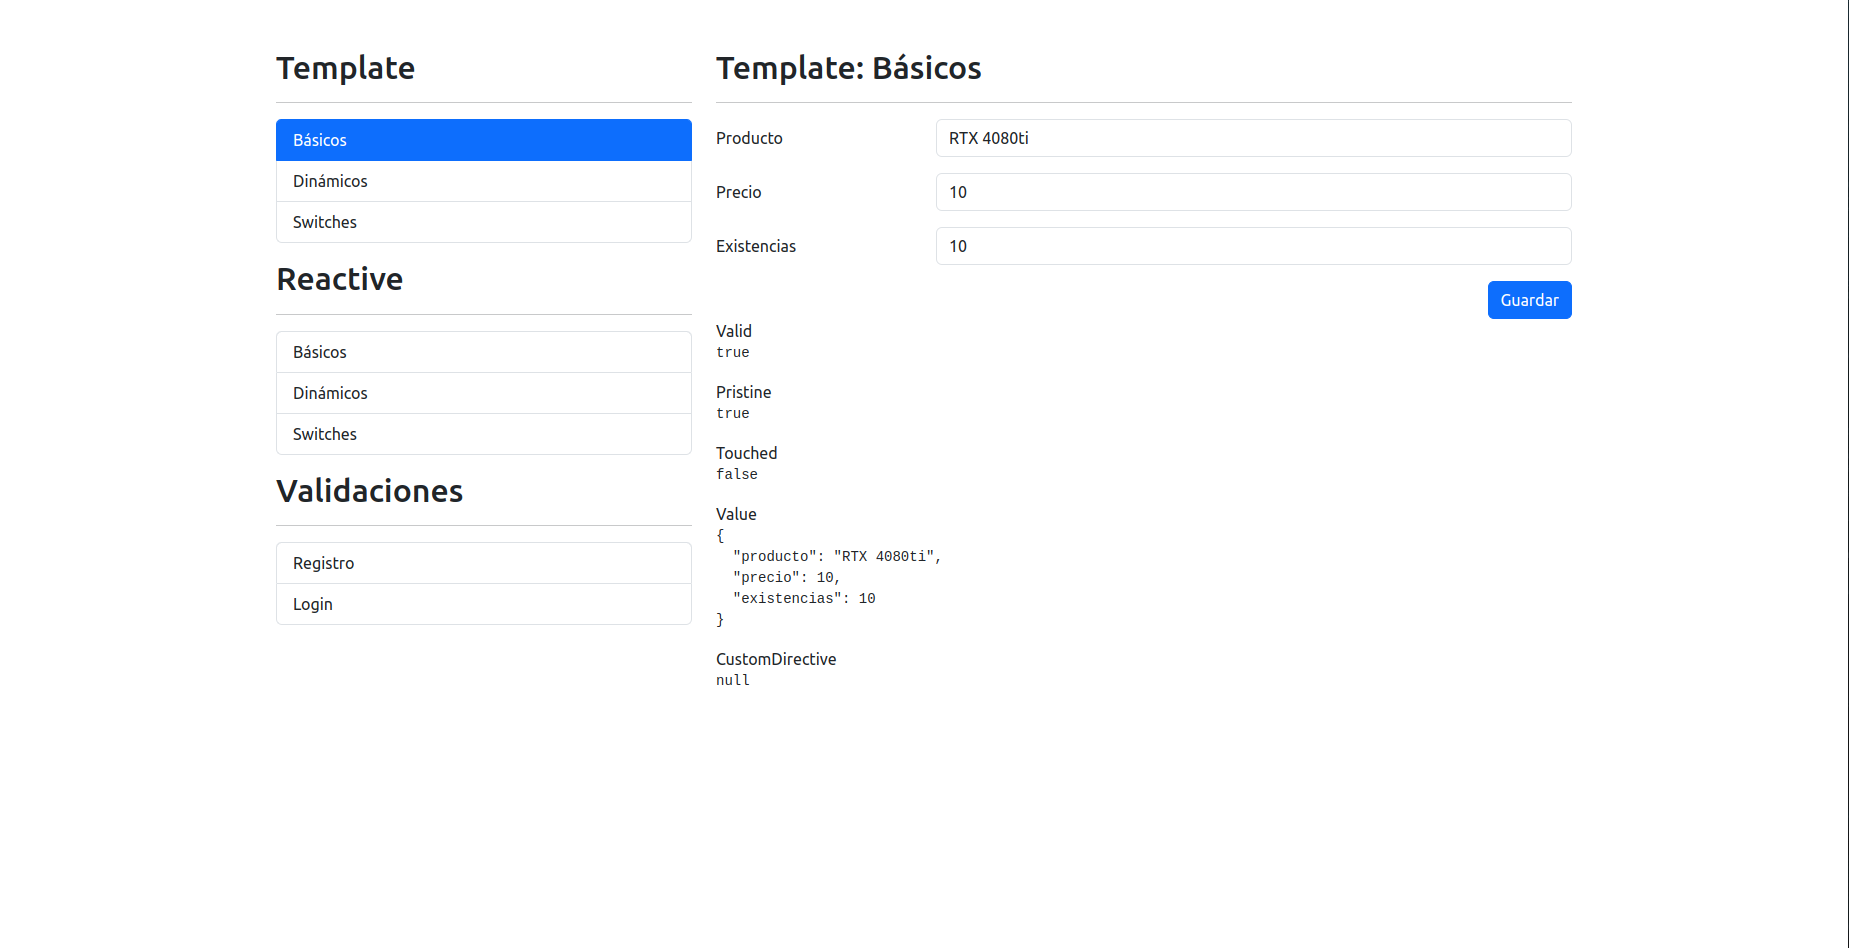 Template
Básicos
Dinámicos
Switches
Reactive
Básicos
Dinámicos
Switches
Validaciones
Registro
Login
Template: Básicos
Producto RTX 4080ti
Precio 10
Existencias 10
Guardar
Valid
true
Pristine
true
Touched
false
Value
{
  "producto": "RTX 4080ti",
  "precio": 10,
  "existencias": 10
}
CustomDirective
null